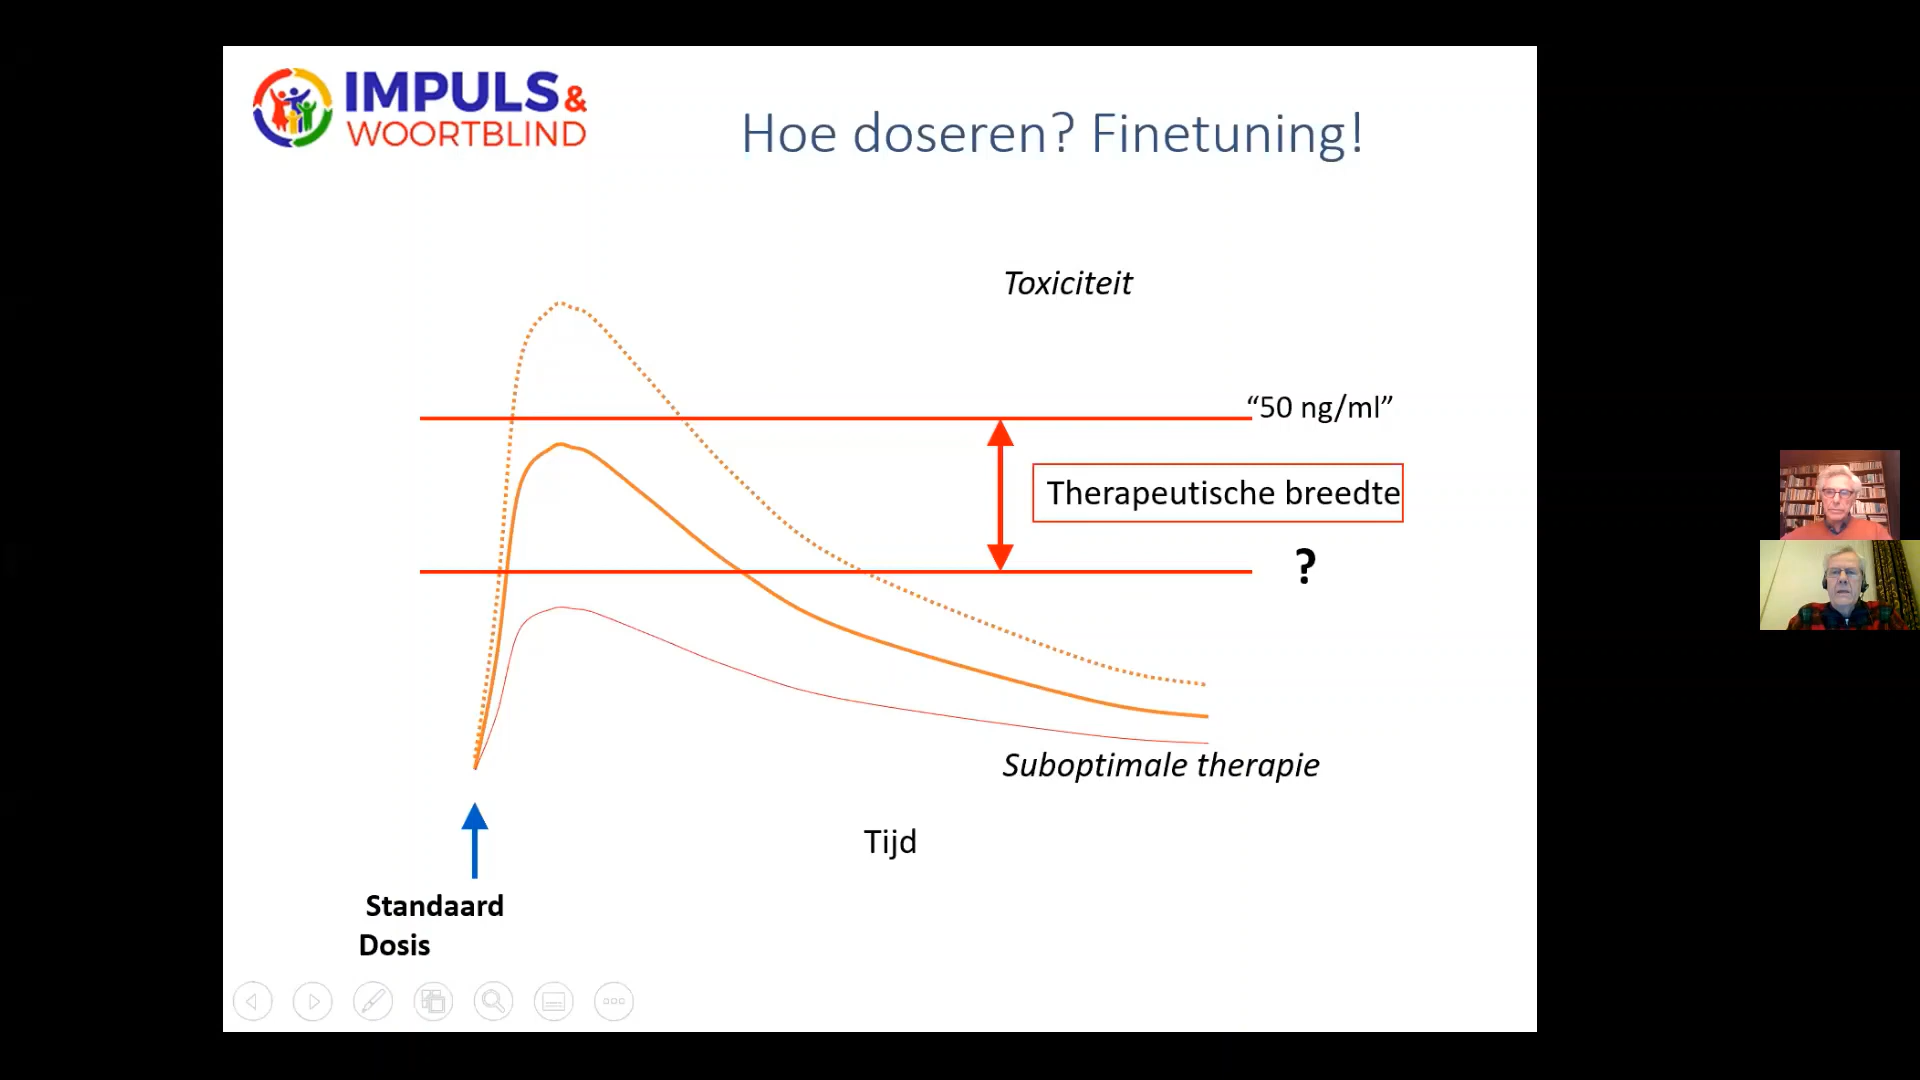 IMPULS &
WOORTBLIND
Hoe doseren? Finetuning!
Toxiciteit
“50 ng/ml”
Therapeutische breedte
?
Suboptimale therapie
Tijd
Standaard
Dosis